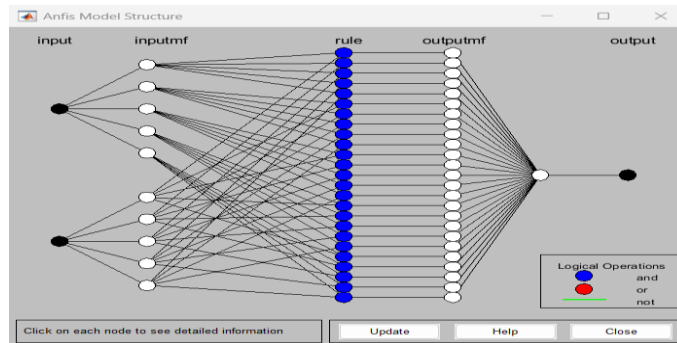 Anfis Model Structure
input inputmf rule outputmf output
Logical Operations
and
or
not
Click on each node to see detailed information Update Help Close